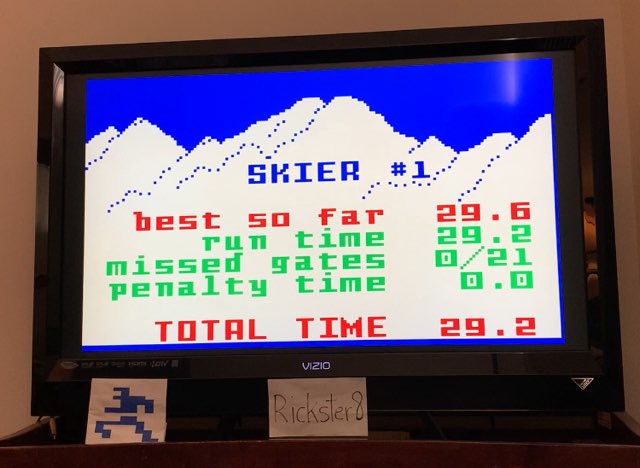 SKIER #1
best so far 29.6
run time 29.2
missed gates 0/21
penalty time 0.0
TOTAL TIME 29.2
VIZIO
Rickster8